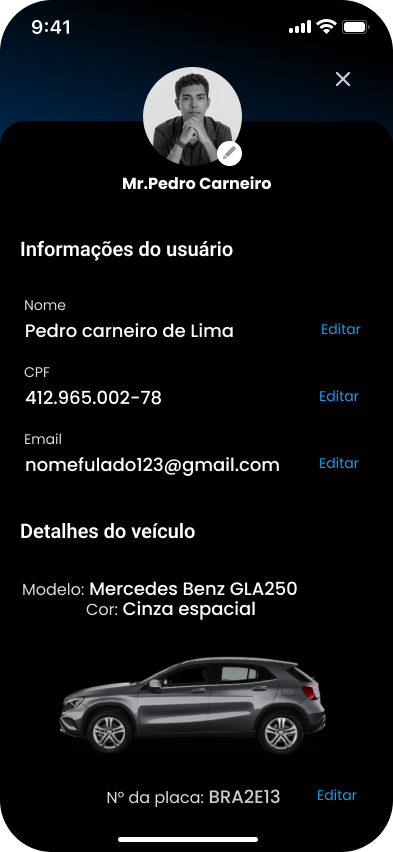 9:41
Mr.Pedro Carneiro
Informações do usuário
Nome
Pedro carneiro de Lima
Editar
CPF
412.965.002-78
Editar
Email
nomefulado123@gmail.com
Editar
Detalhes do veículo
Modelo: Mercedes Benz GLA250
Cor: Cinza espacial
Nº da placa: BRA2E13
Editar